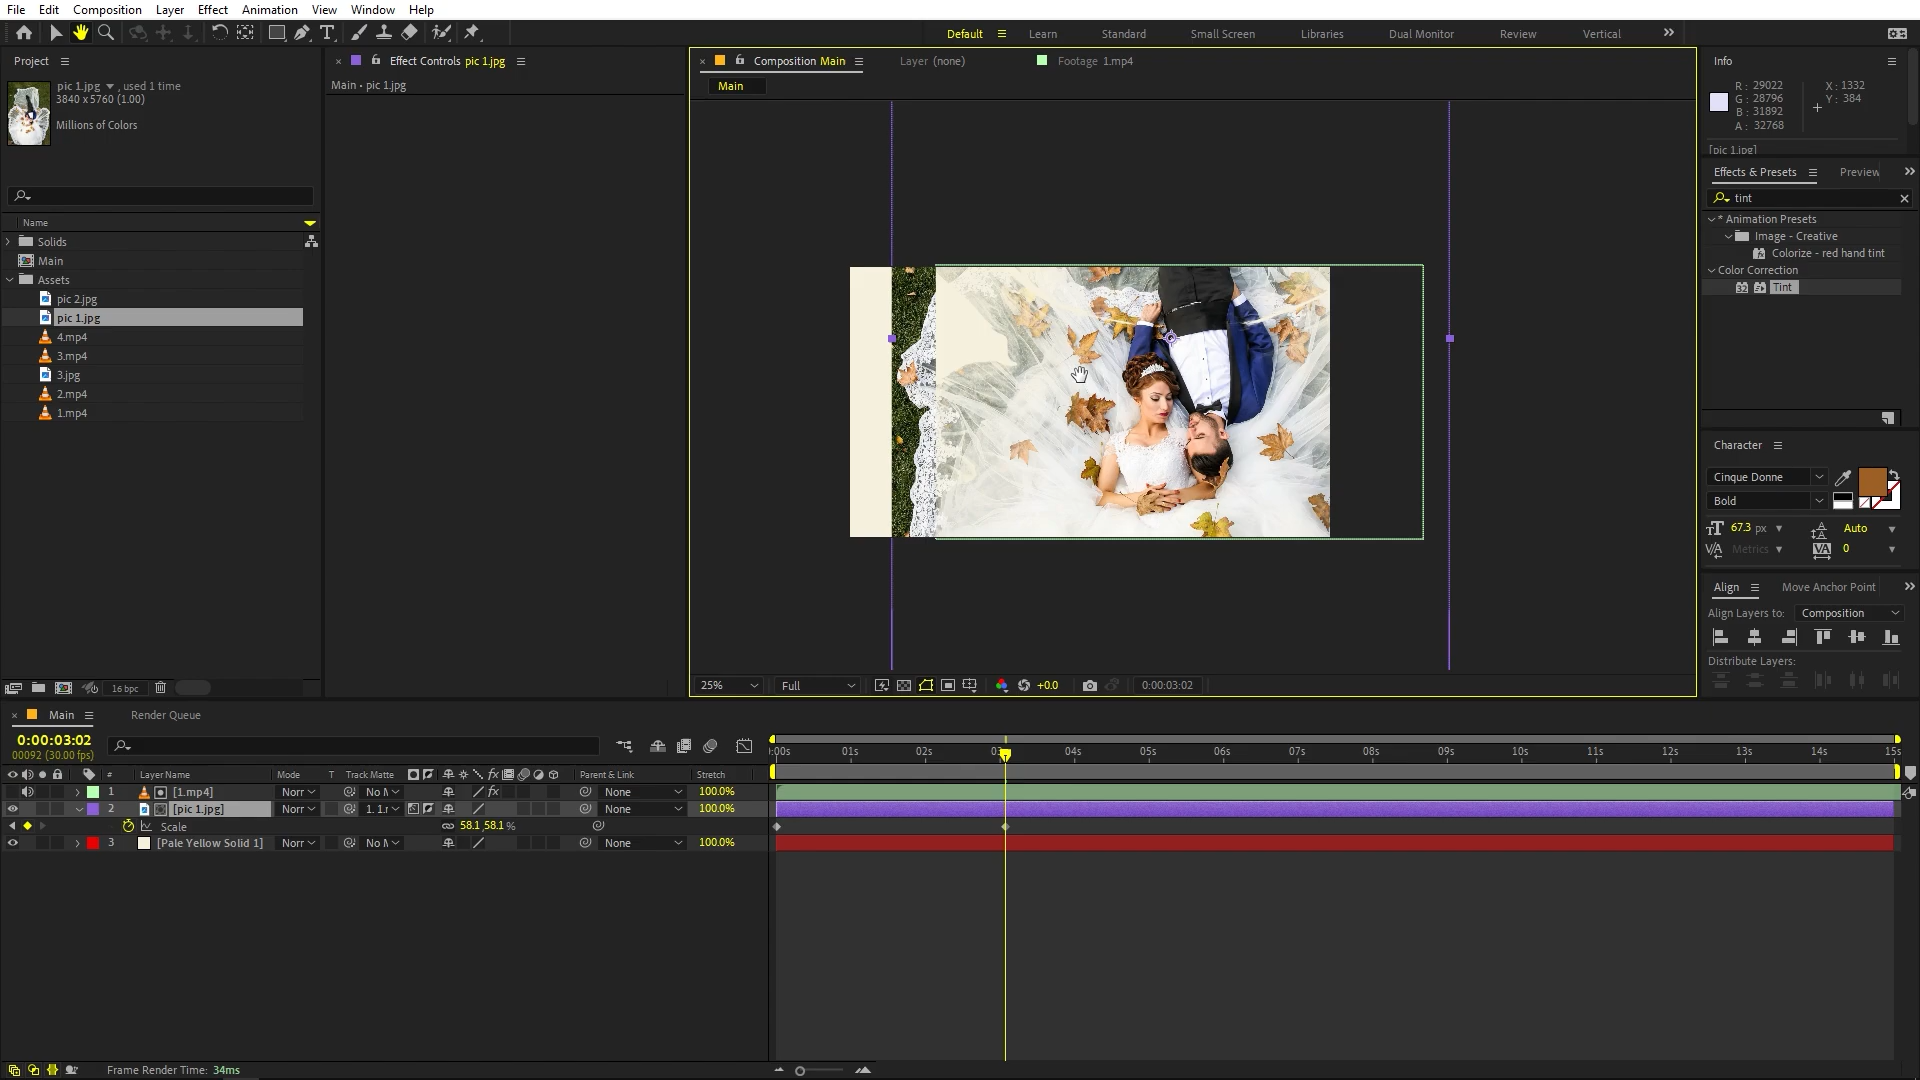 File Edit Composition Layer Effect Animation View Window Help
Default Learn Standard Small Screen Libraries Dual Monitor Review Vertical
Project
pic 1.jpg , used 1 time
3840 x 5760 (1.00)
Millions of Colors
Name
Solids
Main
Assets
pic 2.jpg
pic 1.jpg
4.mp4
3.mp4
3.jpg
2.mp4
1.mp4
16 bpc
Effect Controls pic 1.jpg
Main • pic 1.jpg
Composition Main Layer (none) Footage 1.mp4
Main
25% Full +0.0 0:00:03:02
Info
R: 29022 X: 1332
G: 28796 Y: 384
B: 31892
A: 32768
[pic 1.jpg]
Effects & Presets Preview
tint
* Animation Presets
Image - Creative
Colorize - red hand tint
Color Correction
32 Tint
Character
Cinque Donne
Bold
67.3 px Auto
Metrics 0
Align Move Anchor Point
Align Layers to: Composition
Distribute Layers:
Main Render Queue
0:00:03:02
00092 (30.00 fps)
:00s 01s 02s 03s 04s 05s 06s 07s 08s 09s 10s 11s 12s 13s 14s 15s
# Layer Name Mode T Track Matte fx Parent & Link Stretch
1 [1.mp4] Norr No M fx None 100.0%
2 [pic 1.jpg] Norr 1. 1.r None 100.0%
Scale 58.1,58.1 %
3 [Pale Yellow Solid 1] Norr No M None 100.0%
Frame Render Time: 34ms